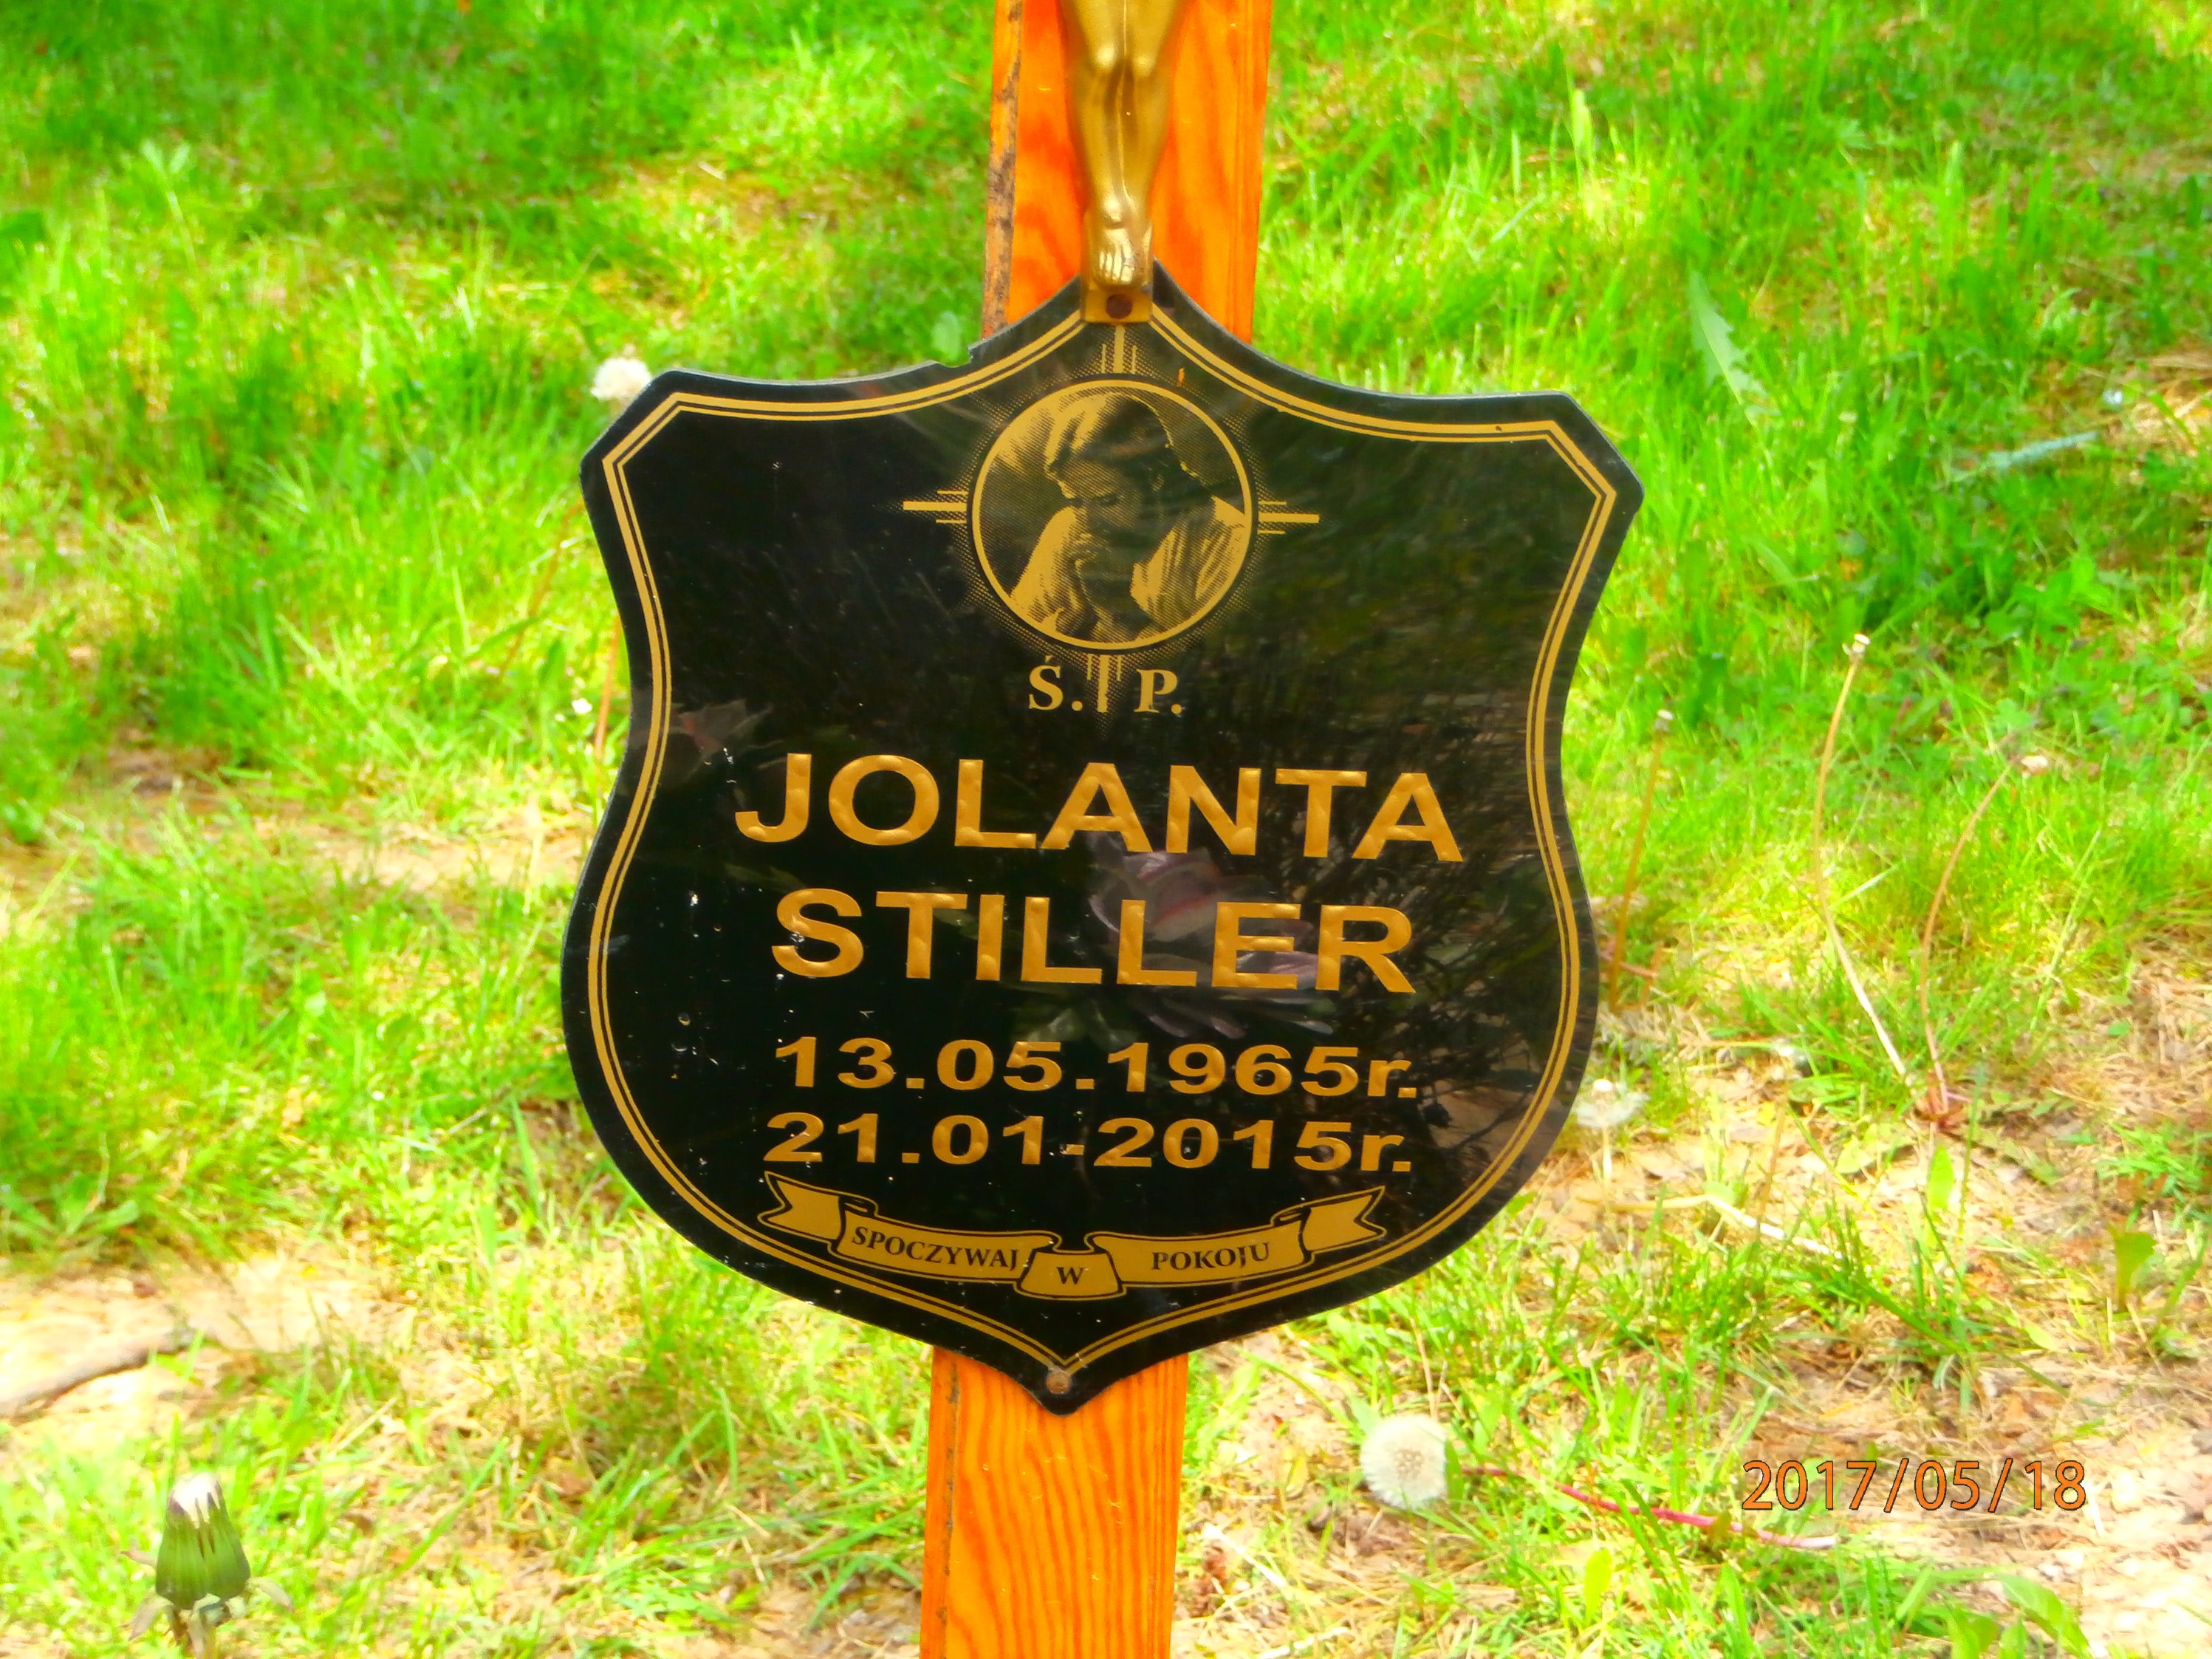 Ś. P.
JOLANTA
STILLER
13.05.1965r.
21.01-2015r.
SPOCZYWAJ W POKOJU
2017/05/18